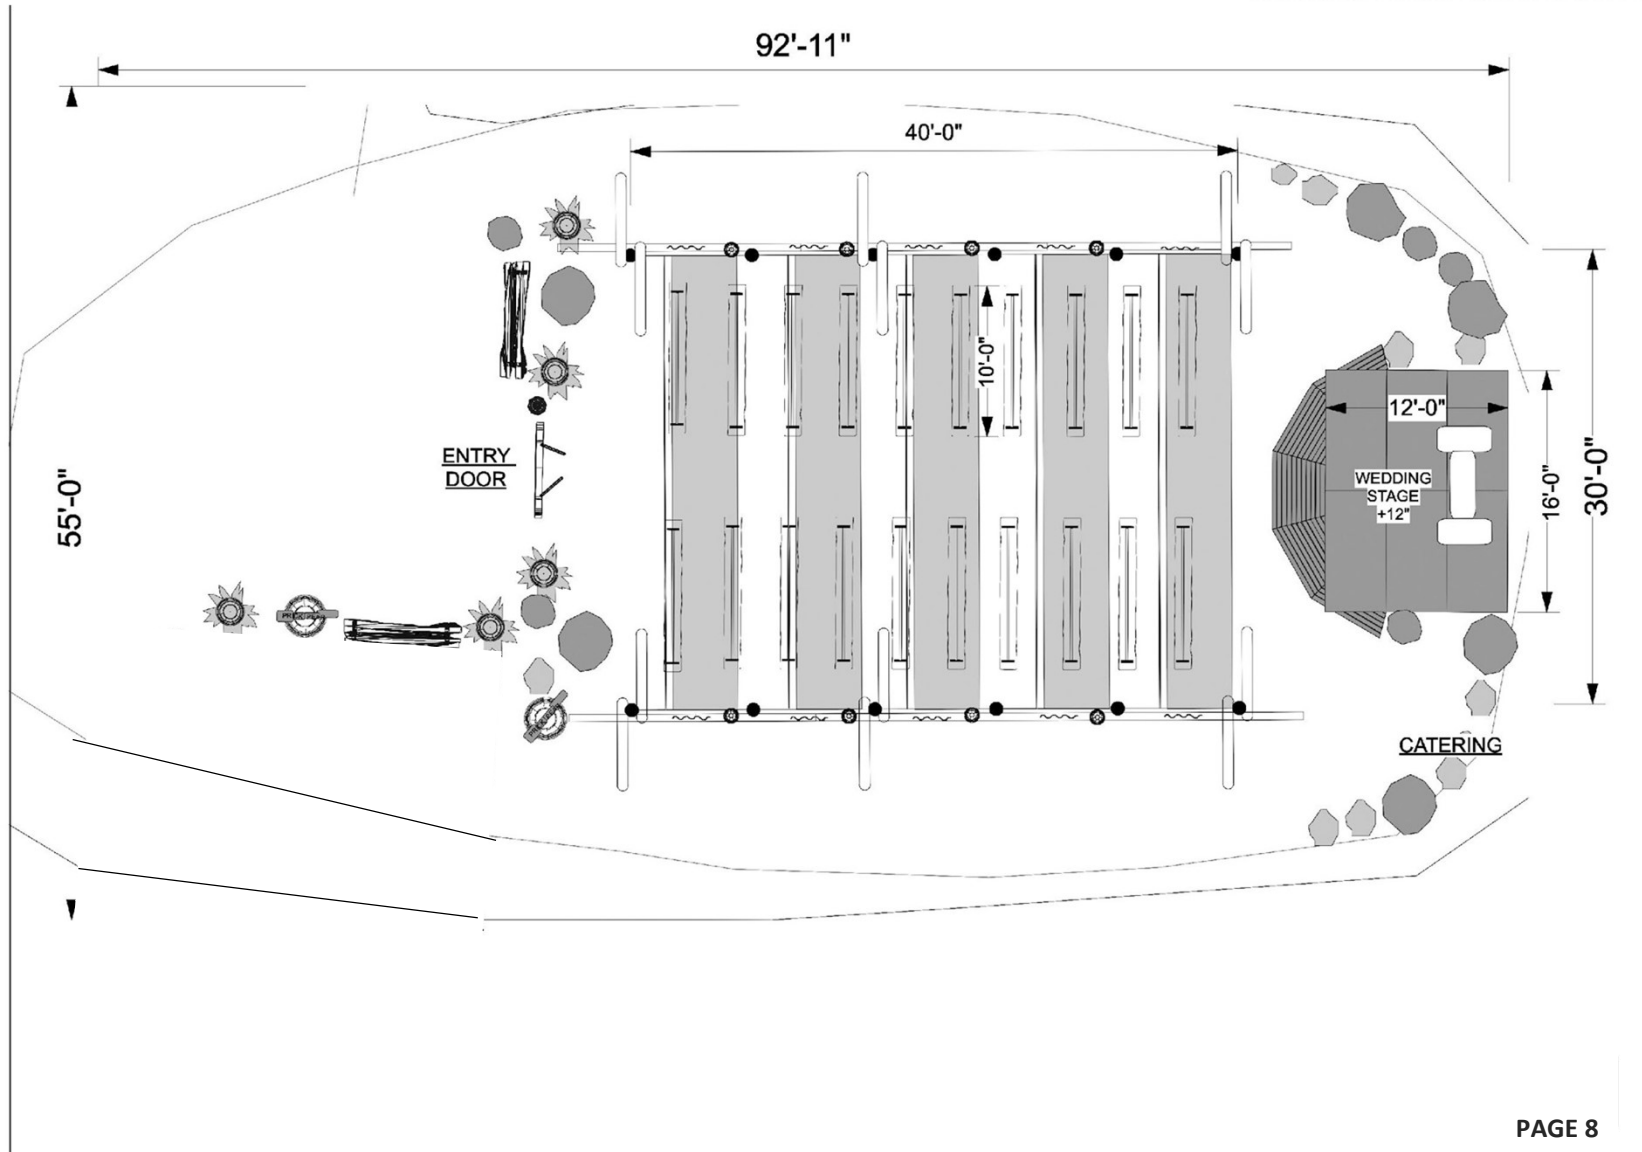 92'-11"
40'-0"
10'-0"
12'-0"
ENTRY
DOOR
55'-0"
WEDDING
STAGE
+12"
16'-0"
30'-0"
CATERING
PAGE 8